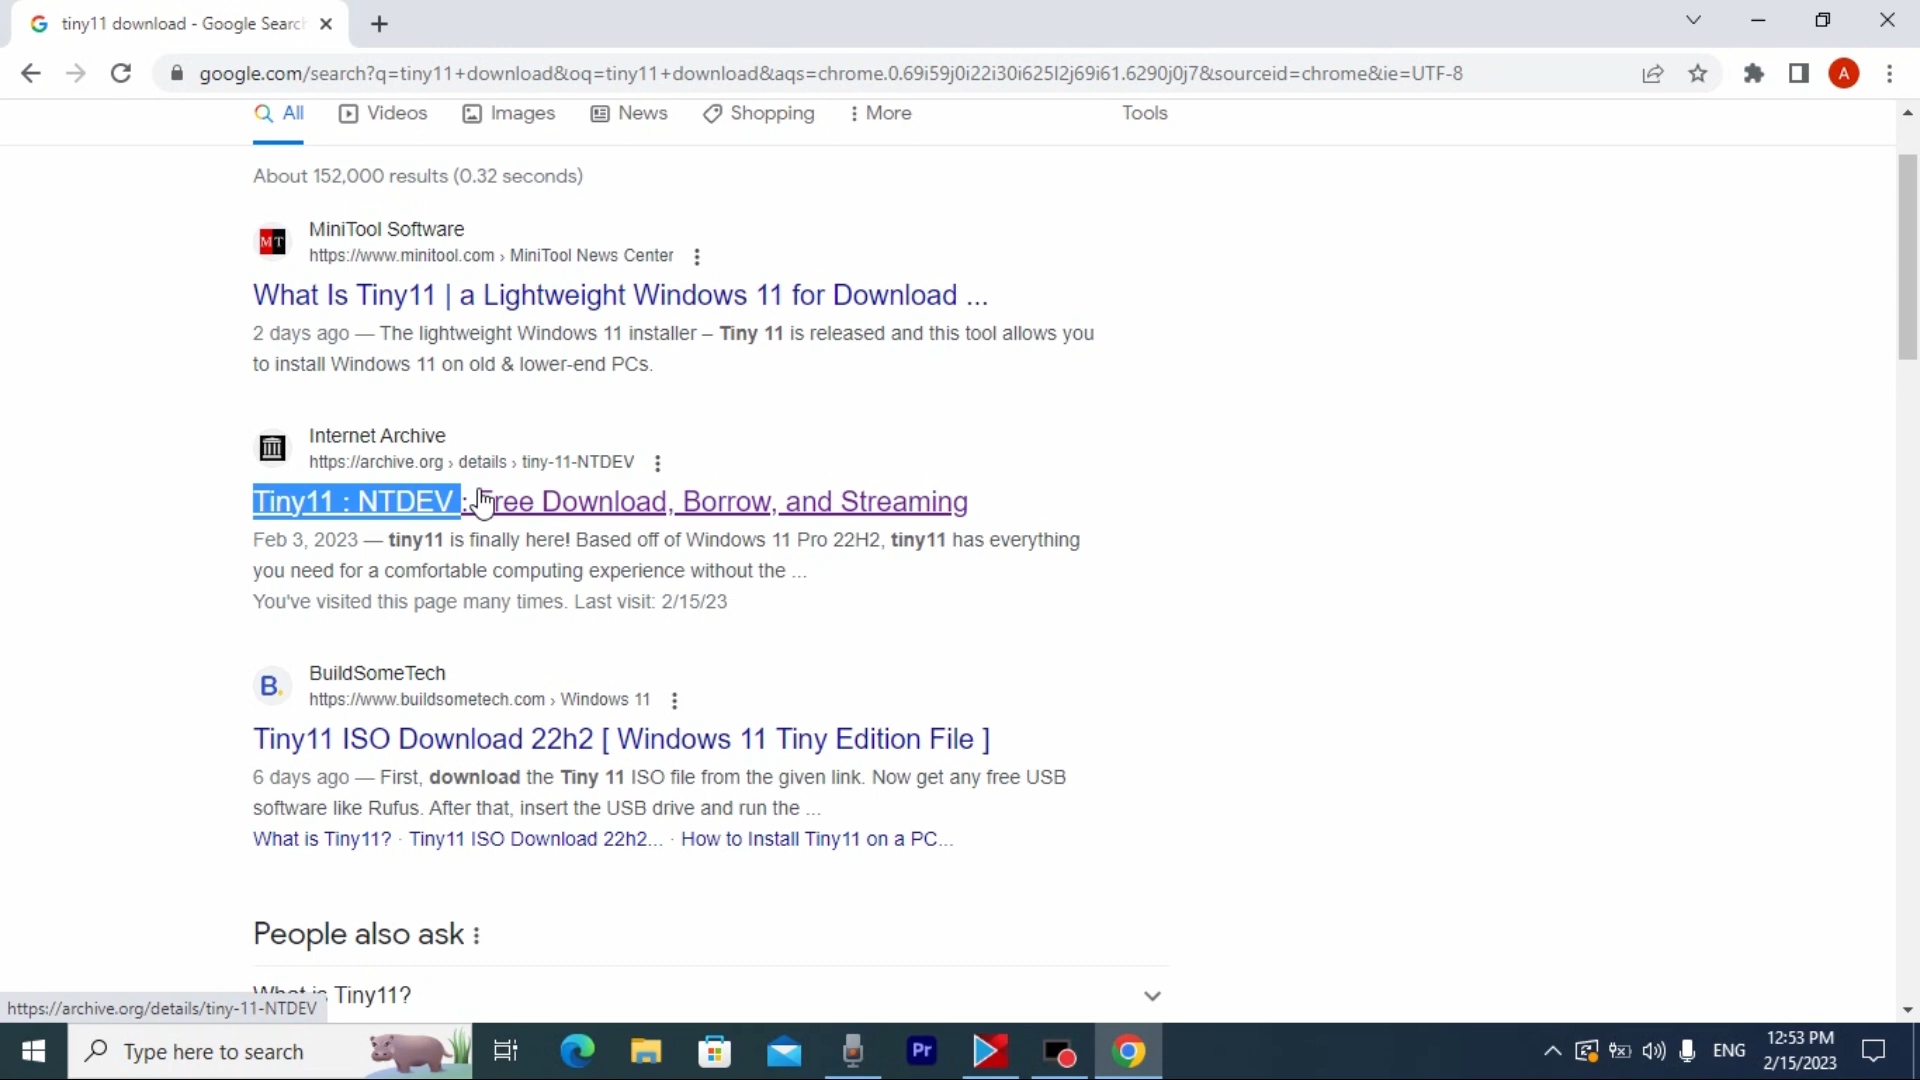 tiny11 download - Google Search
google.com/search?q=tiny11+download&oq=tiny11+download&aqs=chrome.0.69i59j0i22i30i625l2j69i61.6290j0j7&sourceid=chrome&ie=UTF-8
A
All Videos Images News Shopping More Tools
About 152,000 results (0.32 seconds)
MT
MiniTool Software
https://www.minitool.com › MiniTool News Center
What Is Tiny11 | a Lightweight Windows 11 for Download ...
2 days ago — The lightweight Windows 11 installer – Tiny 11 is released and this tool allows you
to install Windows 11 on old & lower-end PCs.
Internet Archive
https://archive.org › details › tiny-11-NTDEV
Tiny11 : NTDEV : Free Download, Borrow, and Streaming
Feb 3, 2023 — tiny11 is finally here! Based off of Windows 11 Pro 22H2, tiny11 has everything
you need for a comfortable computing experience without the ...
You've visited this page many times. Last visit: 2/15/23
B.
BuildSomeTech
https://www.buildsometech.com › Windows 11
Tiny11 ISO Download 22h2 [ Windows 11 Tiny Edition File ]
6 days ago — First, download the Tiny 11 ISO file from the given link. Now get any free USB
software like Rufus. After that, insert the USB drive and run the ...
What is Tiny11? · Tiny11 ISO Download 22h2... · How to Install Tiny11 on a PC...
People also ask
What is Tiny11?
https://archive.org/details/tiny-11-NTDEV
Type here to search
Pr
ENG
12:53 PM
2/15/2023